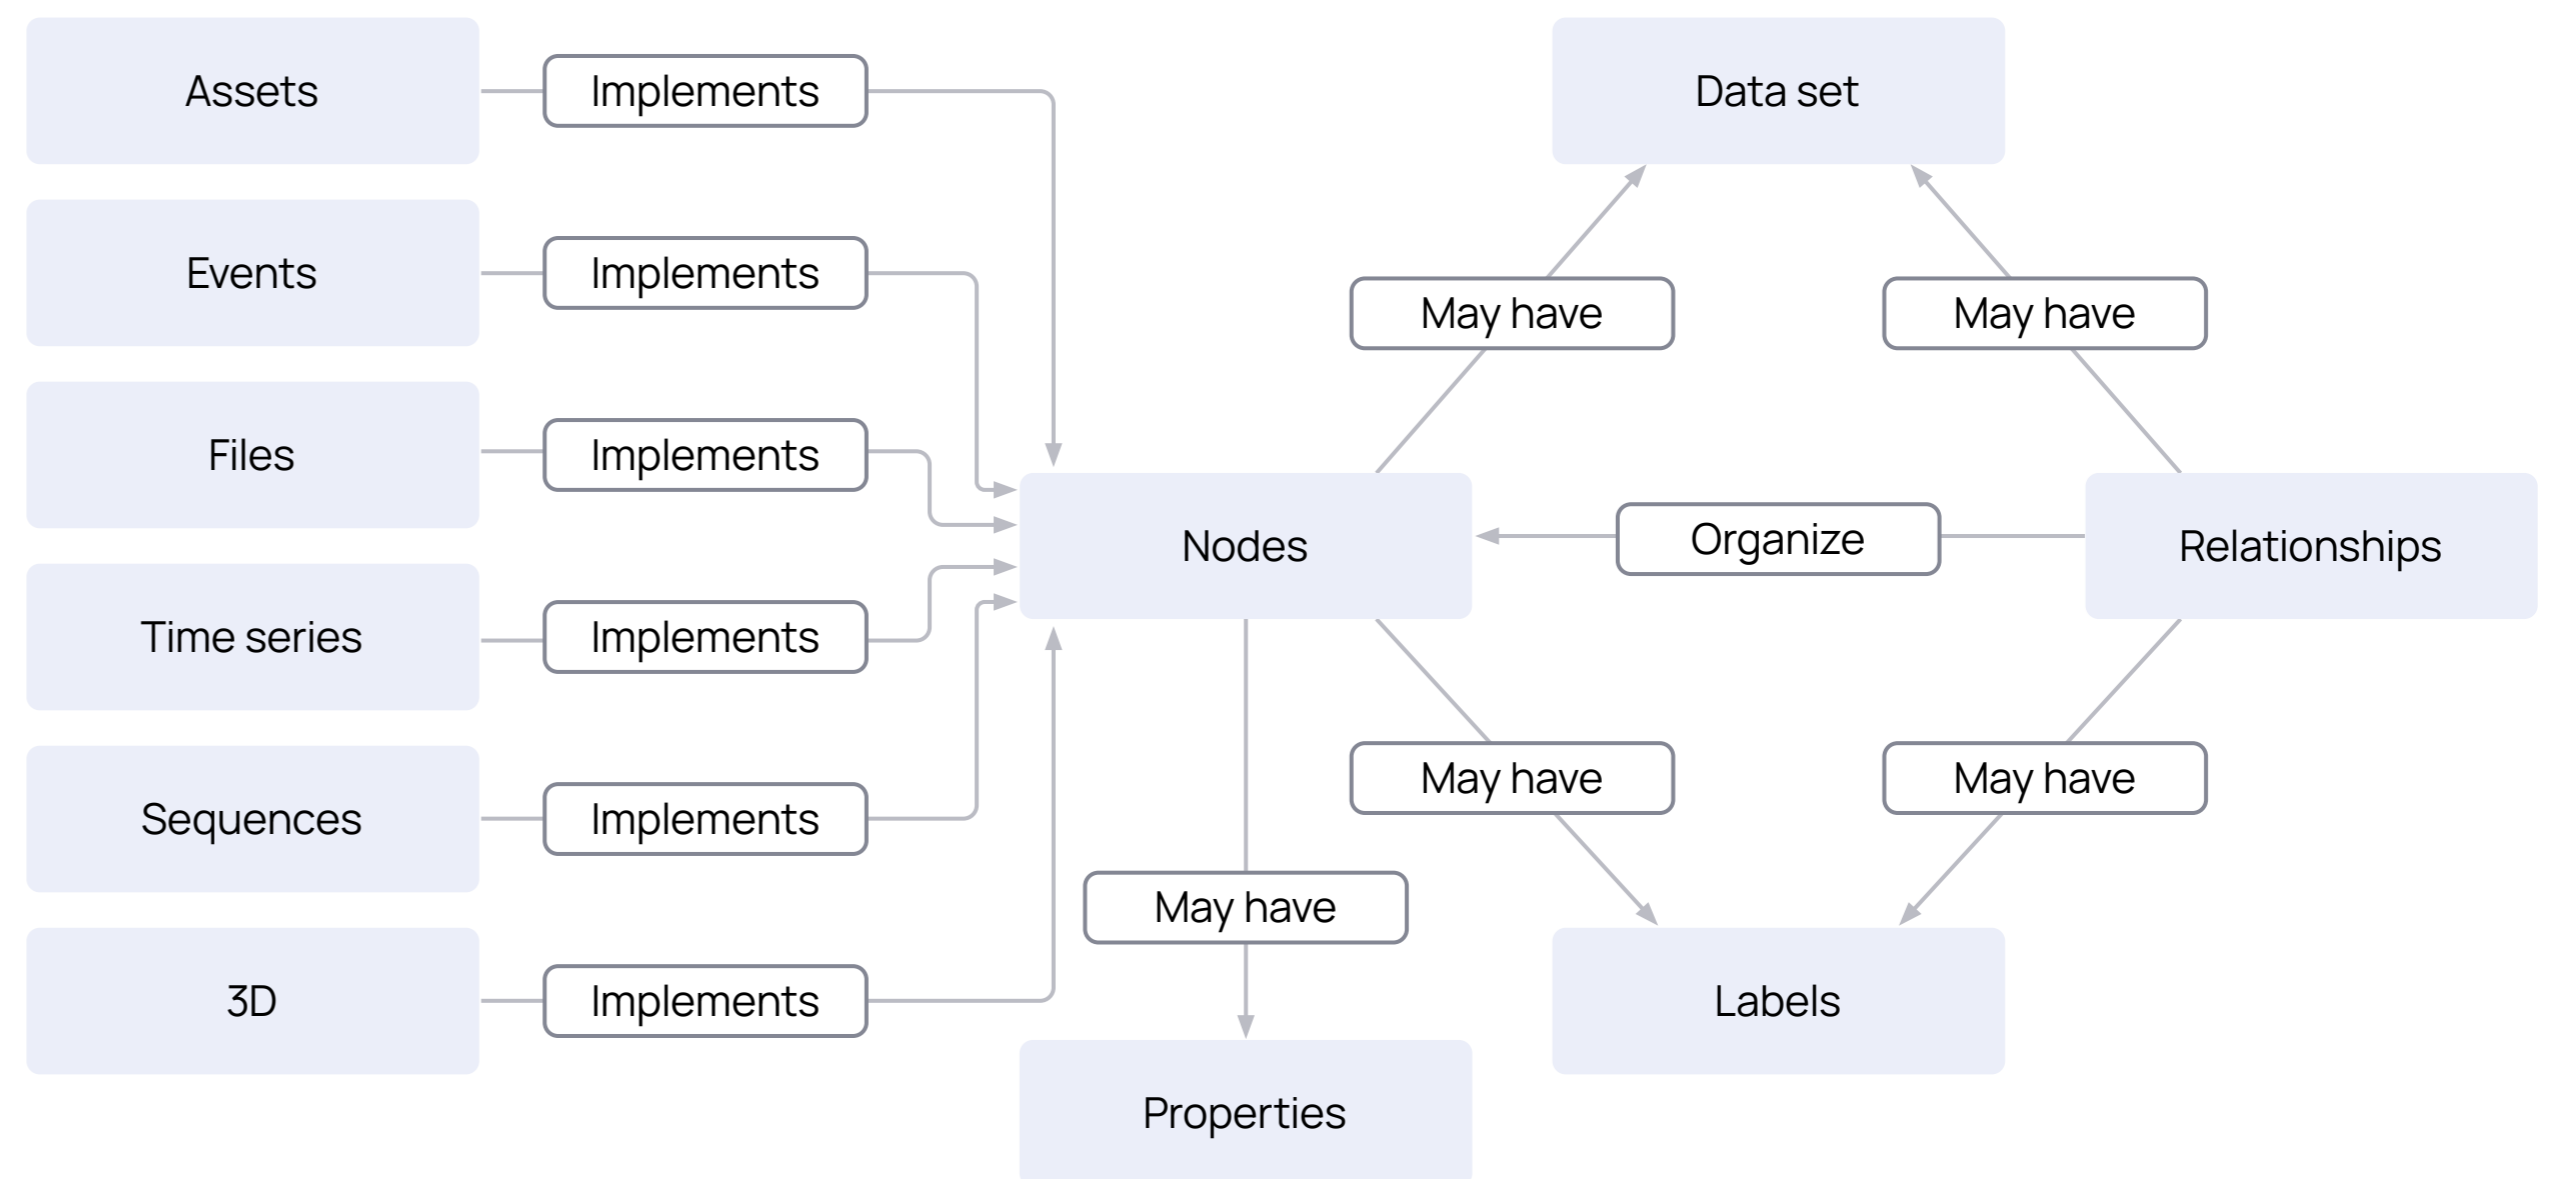 Assets
Implements
Data set
Events
Implements
May have
May have
Files
Implements
Nodes
Organize
Relationships
Time series
Implements
Sequences
Implements
May have
May have
May have
3D
Implements
Labels
Properties